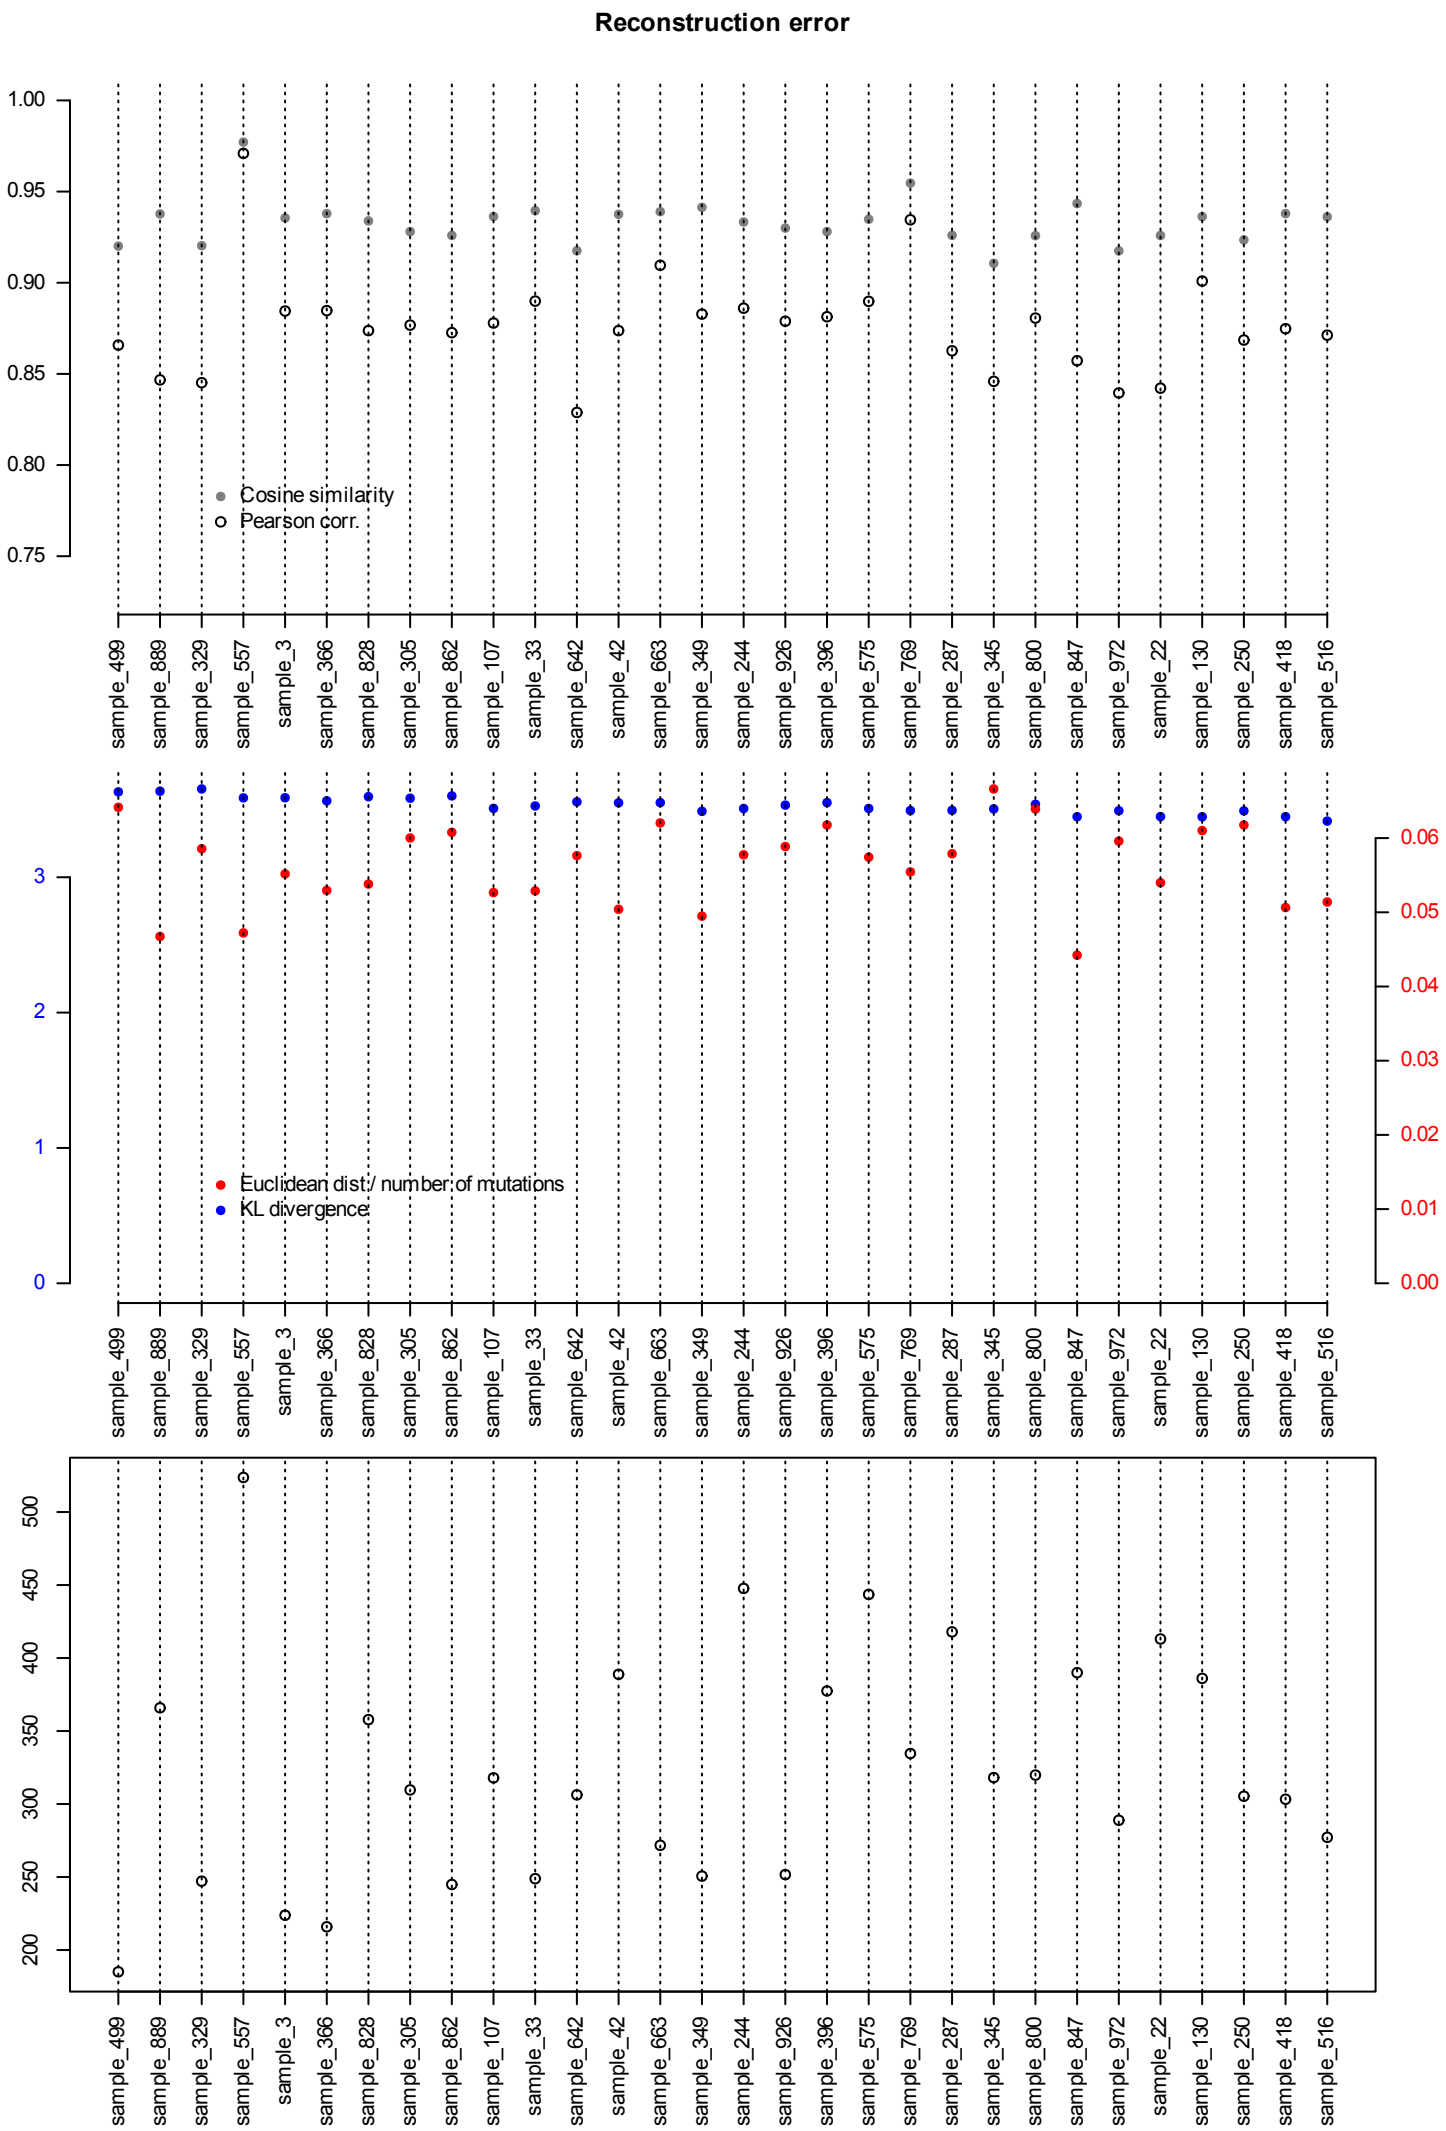 Reconstruction error
1.00
0.95
0.90
0.85
0.80
0.75
Cosine similarity
Pearson corr.
sample_499
sample_889
sample_329
sample_557
sample_3
sample_366
sample_828
sample_305
sample_862
sample_107
sample_33
sample_642
sample_42
sample_663
sample_349
sample_244
sample_926
sample_396
sample_575
sample_769
sample_287
sample_345
sample_800
sample_847
sample_972
sample_22
sample_130
sample_250
sample_418
sample_516
3
2
1
0
Euclidean dist./ number of mutations
KL divergence
0.06
0.05
0.04
0.03
0.02
0.01
0.00
sample_499
sample_889
sample_329
sample_557
sample_3
sample_366
sample_828
sample_305
sample_862
sample_107
sample_33
sample_642
sample_42
sample_663
sample_349
sample_244
sample_926
sample_396
sample_575
sample_769
sample_287
sample_345
sample_800
sample_847
sample_972
sample_22
sample_130
sample_250
sample_418
sample_516
500
450
400
350
300
250
200
sample_499
sample_889
sample_329
sample_557
sample_3
sample_366
sample_828
sample_305
sample_862
sample_107
sample_33
sample_642
sample_42
sample_663
sample_349
sample_244
sample_926
sample_396
sample_575
sample_769
sample_287
sample_345
sample_800
sample_847
sample_972
sample_22
sample_130
sample_250
sample_418
sample_516